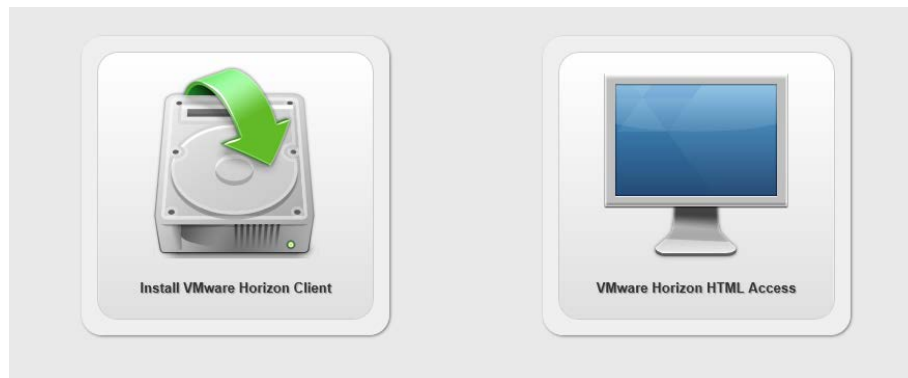 Install VMware Horizon Client
VMware Horizon HTML Access